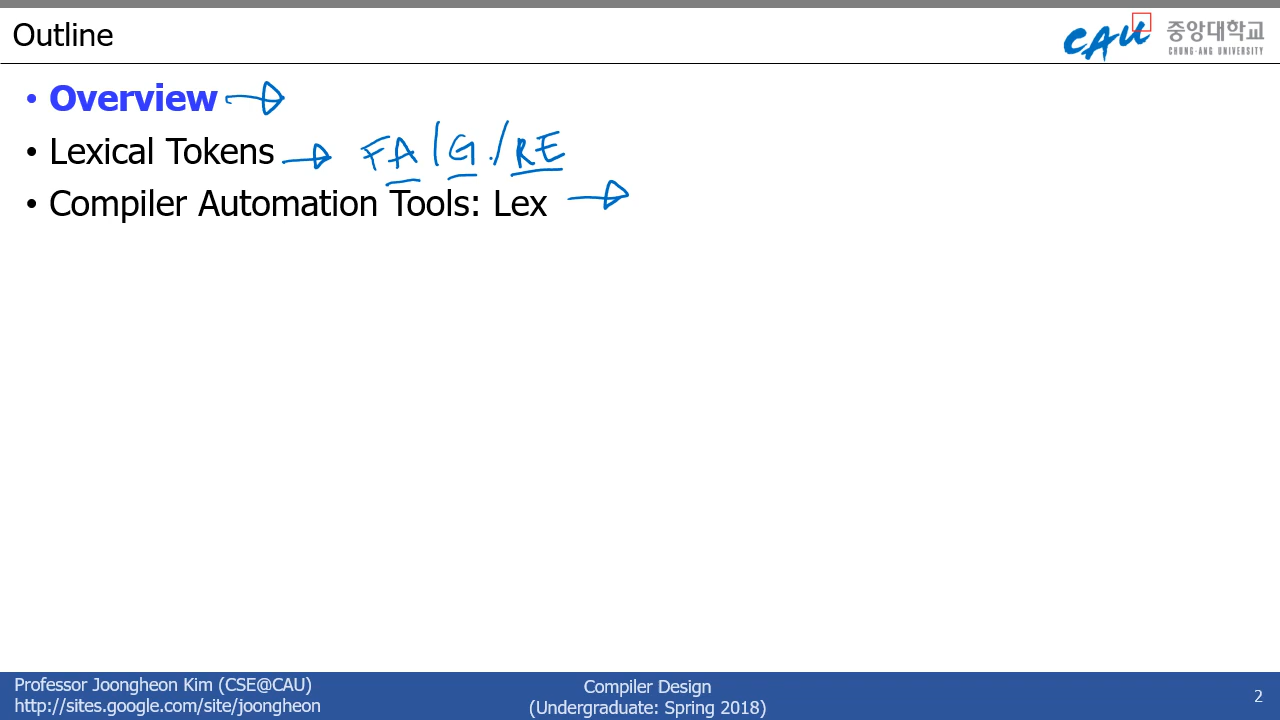 Outline
CAU 중앙대학교
CHUNG-ANG UNIVERSITY
• Overview
• Lexical Tokens → FA / G / RE
• Compiler Automation Tools: Lex
Professor Joongheon Kim (CSE@CAU)
http://sites.google.com/site/joongheon
Compiler Design
(Undergraduate: Spring 2018)
2